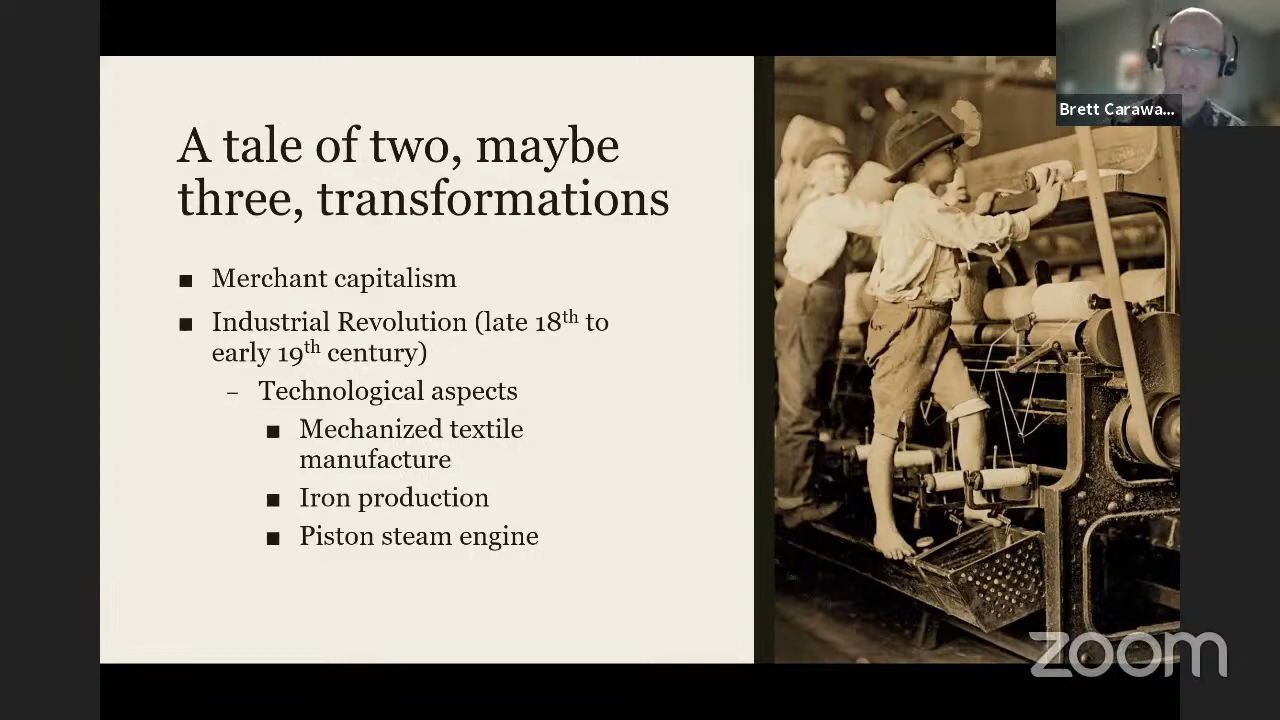 A tale of two, maybe
three, transformations
■ Merchant capitalism
■ Industrial Revolution (late 18th to
early 19th century)
– Technological aspects
■ Mechanized textile
manufacture
■ Iron production
■ Piston steam engine
Brett Carawa...
zoom